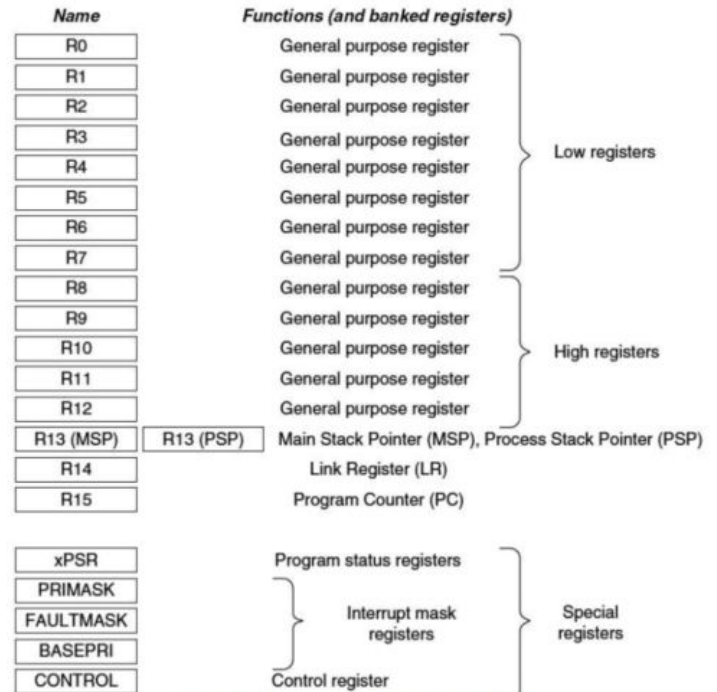 Name Functions (and banked registers)
R0 General purpose register
R1 General purpose register
R2 General purpose register
R3 General purpose register
Low registers
R4 General purpose register
R5 General purpose register
R6 General purpose register
R7 General purpose register
R8 General purpose register
R9 General purpose register
R10 General purpose register
High registers
R11 General purpose register
R12 General purpose register
R13 (MSP) R13 (PSP) Main Stack Pointer (MSP), Process Stack Pointer (PSP)
R14 Link Register (LR)
R15 Program Counter (PC)
xPSR Program status registers
PRIMASK
FAULTMASK
Interrupt mask
registers
Special
registers
BASEPRI
CONTROL Control register